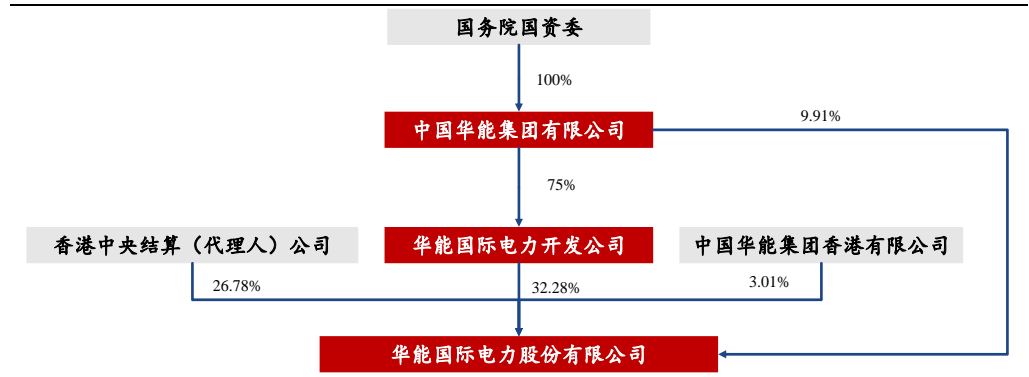 国务院国资委
100%
中国华能集团有限公司
9.91%
75%
香港中央结算（代理人）公司
华能国际电力开发公司
中国华能集团香港有限公司
26.78%
32.28%
3.01%
华能国际电力股份有限公司